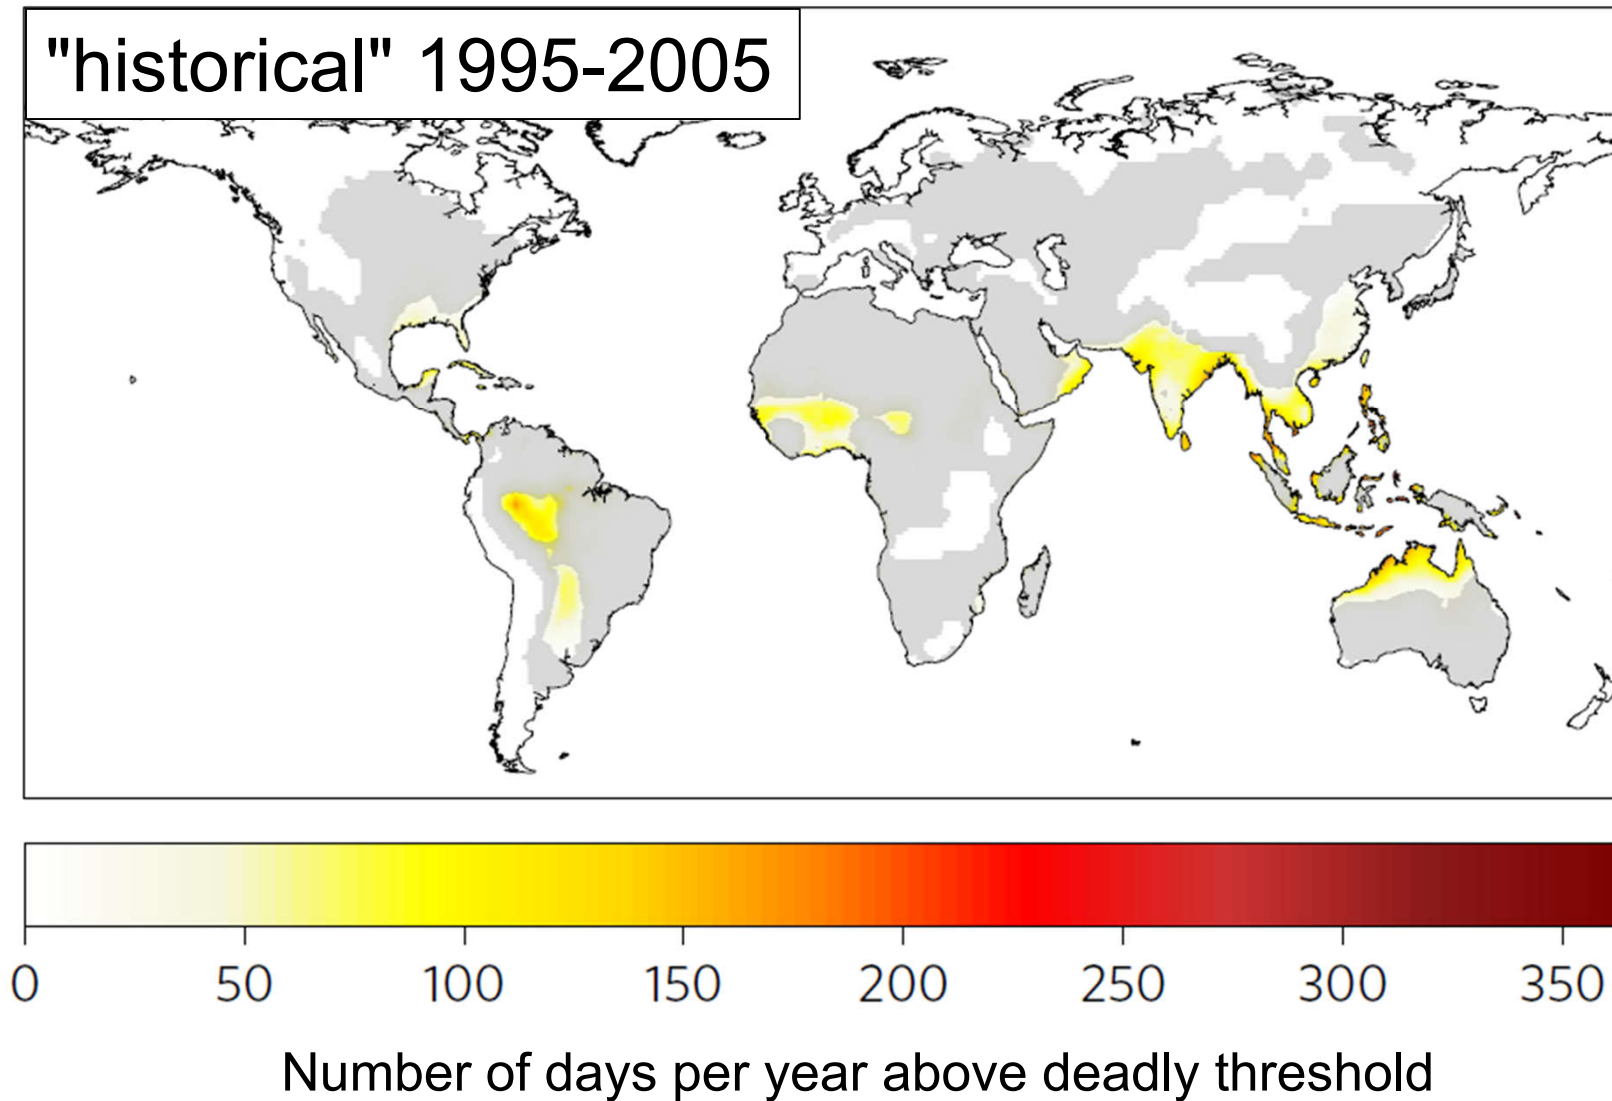 "historical" 1995-2005
0 50 100 150 200 250 300 350
Number of days per year above deadly threshold